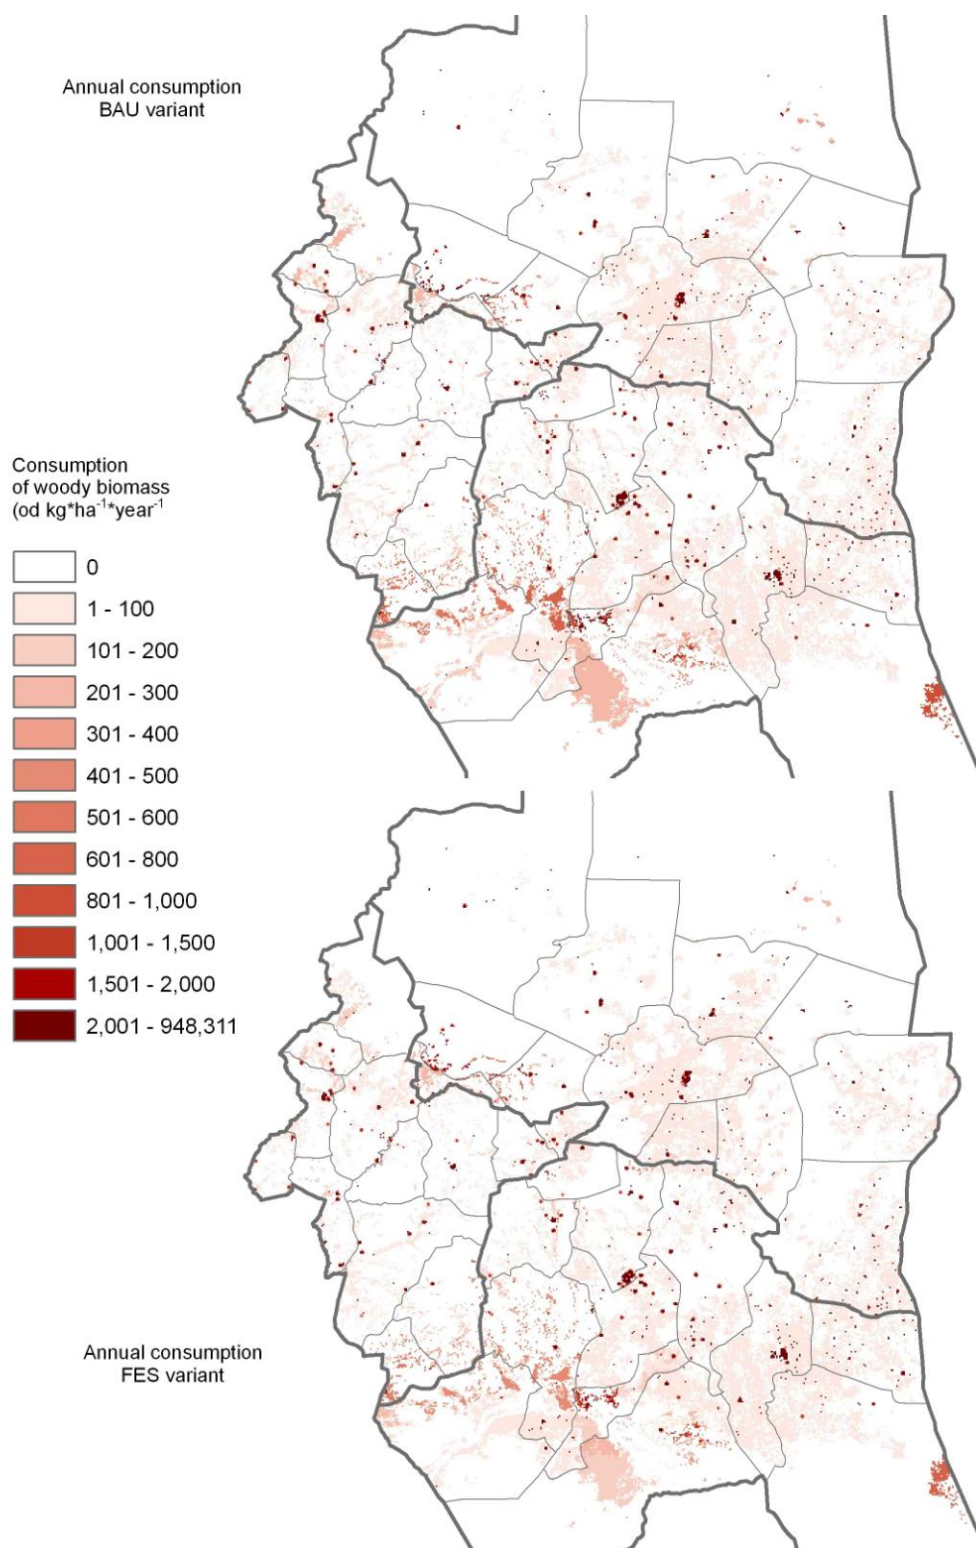 Annual consumption
BAU variant
Consumption
of woody biomass
(od kg*ha⁻¹*year⁻¹
0
1 - 100
101 - 200
201 - 300
301 - 400
401 - 500
501 - 600
601 - 800
801 - 1,000
1,001 - 1,500
1,501 - 2,000
2,001 - 948,311
Annual consumption
FES variant